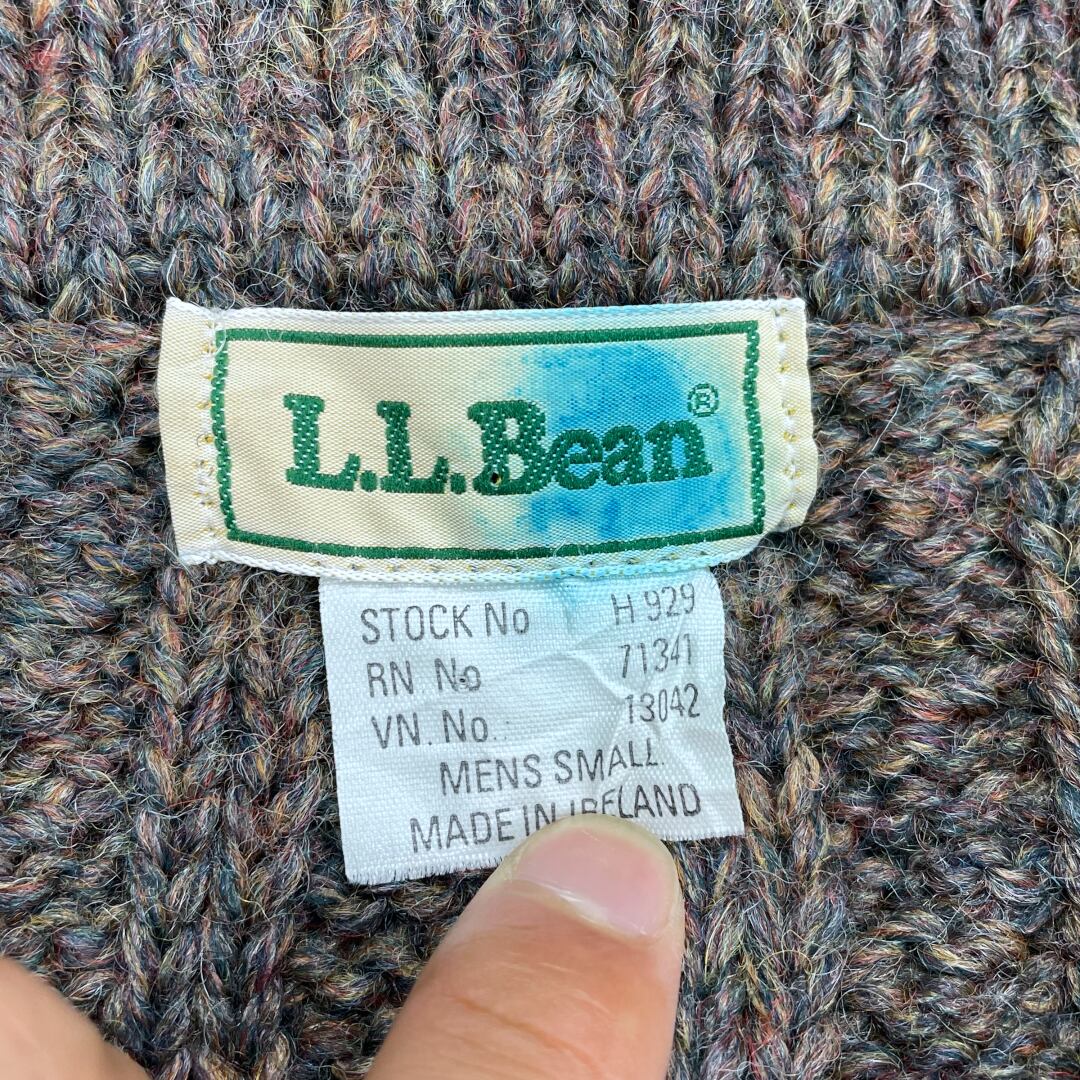 L.L.Bean®
STOCK No H 929
RN No 71341
VN. No.: 13042
MENS SMALL.
MADE IN IRELAND